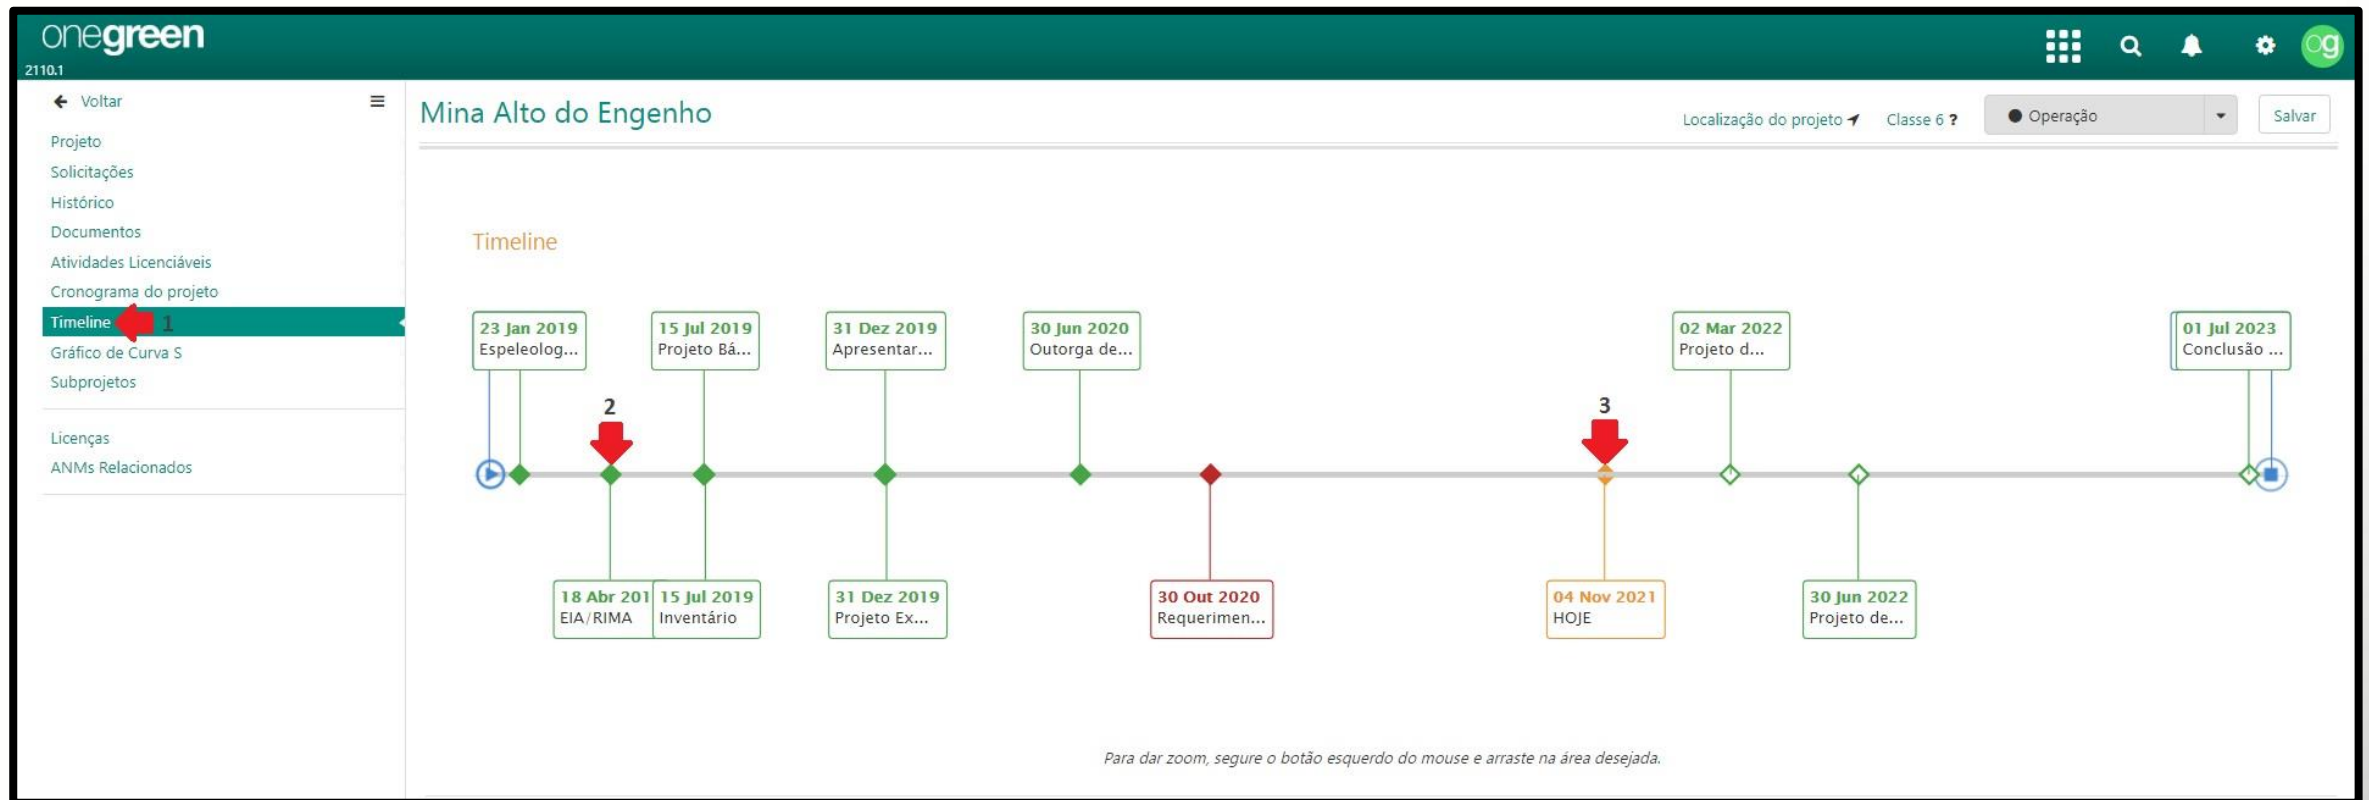 onegreen
2110.1
Voltar
Projeto
Solicitações
Histórico
Documentos
Atividades Licenciáveis
Cronograma do projeto
Timeline 1
Gráfico de Curva S
Subprojetos
Licenças
ANMs Relacionados
og
Mina Alto do Engenho
Localização do projeto
Classe 6 ?
Operação
Salvar
Timeline
23 Jan 2019
Espeleolog...
15 Jul 2019
Projeto Bá...
31 Dez 2019
Apresentar...
30 Jun 2020
Outorga de...
02 Mar 2022
Projeto d...
01 Jul 2023
Conclusão ...
2
3
18 Abr 201
EIA/RIMA
15 Jul 2019
Inventário
31 Dez 2019
Projeto Ex...
30 Out 2020
Requerimen...
04 Nov 2021
HOJE
30 Jun 2022
Projeto de...
Para dar zoom, segure o botão esquerdo do mouse e arraste na área desejada.